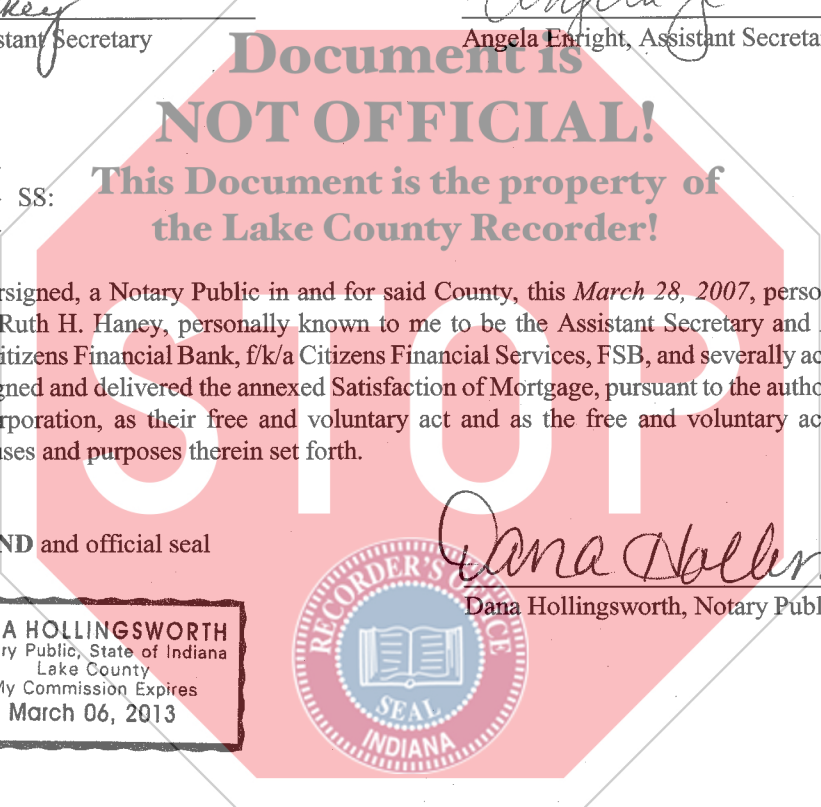 stant Secretary
Angela Enright, Assistant Secreta
Document is
NOT OFFICIAL!
This Document is the property of
the Lake County Recorder!
SS:
rsigned, a Notary Public in and for said County, this March 28, 2007, perso
Ruth H. Haney, personally known to me to be the Assistant Secretary and
itizens Financial Bank, f/k/a Citizens Financial Services, FSB, and severally ac
gned and delivered the annexed Satisfaction of Mortgage, pursuant to the autho
rporation, as their free and voluntary act and as the free and voluntary ac
uses and purposes therein set forth.
STOP
ND and official seal
Dana Hollin
Dana Hollingsworth, Notary Publ
RECORDER'S OFFICE
SEAL
INDIANA
A HOLLINGSWORTH
ry Public, State of Indiana
Lake County
My Commission Expires
March 06, 2013